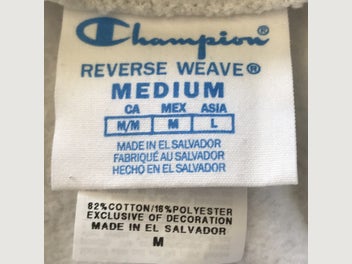 Champion®
REVERSE WEAVE®
MEDIUM
CA MEX ASIA
M/M M L
MADE IN EL SALVADOR
FABRIQUÉ AU SALVADOR
HECHO EN EL SALVADOR
82%COTTON/18%POLYESTER
EXCLUSIVE OF DECORATION
MADE IN EL SALVADOR
M